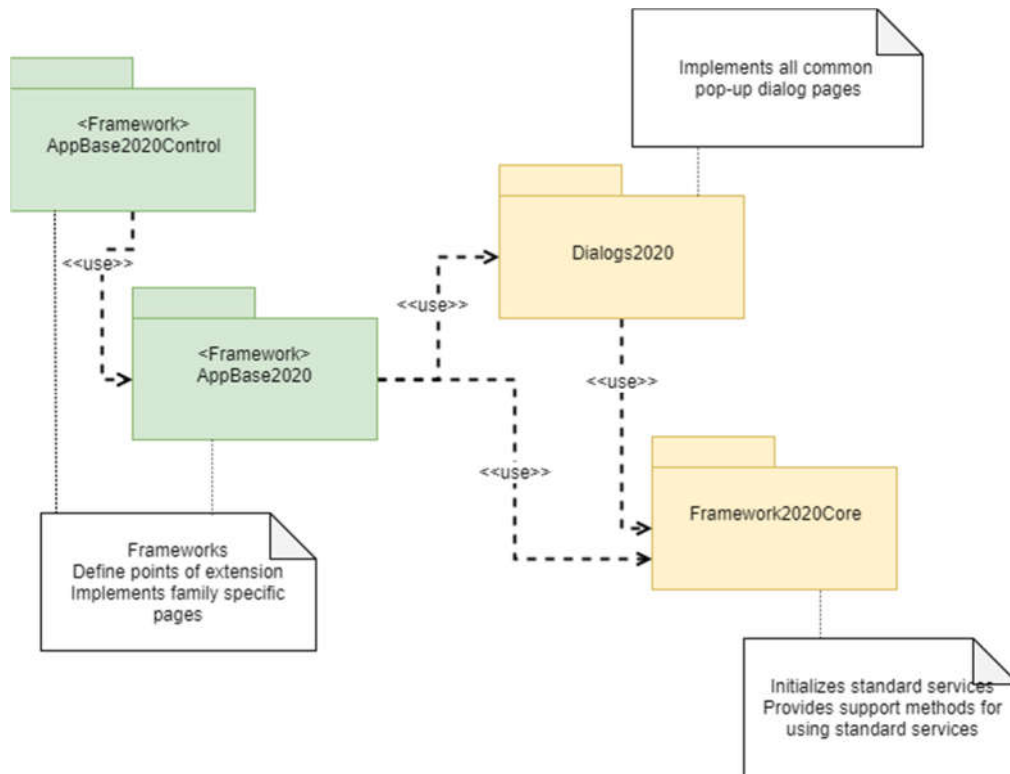 Implements all common
pop-up dialog pages
<Framework>
AppBase2020Control
Dialogs2020
<<use>>
<<use>>
<Framework>
AppBase2020
<<use>>
<<use>>
Framework2020Core
Frameworks
Define points of extension
Implements family specific
pages
Initializes standard services
Provides support methods for
using standard services